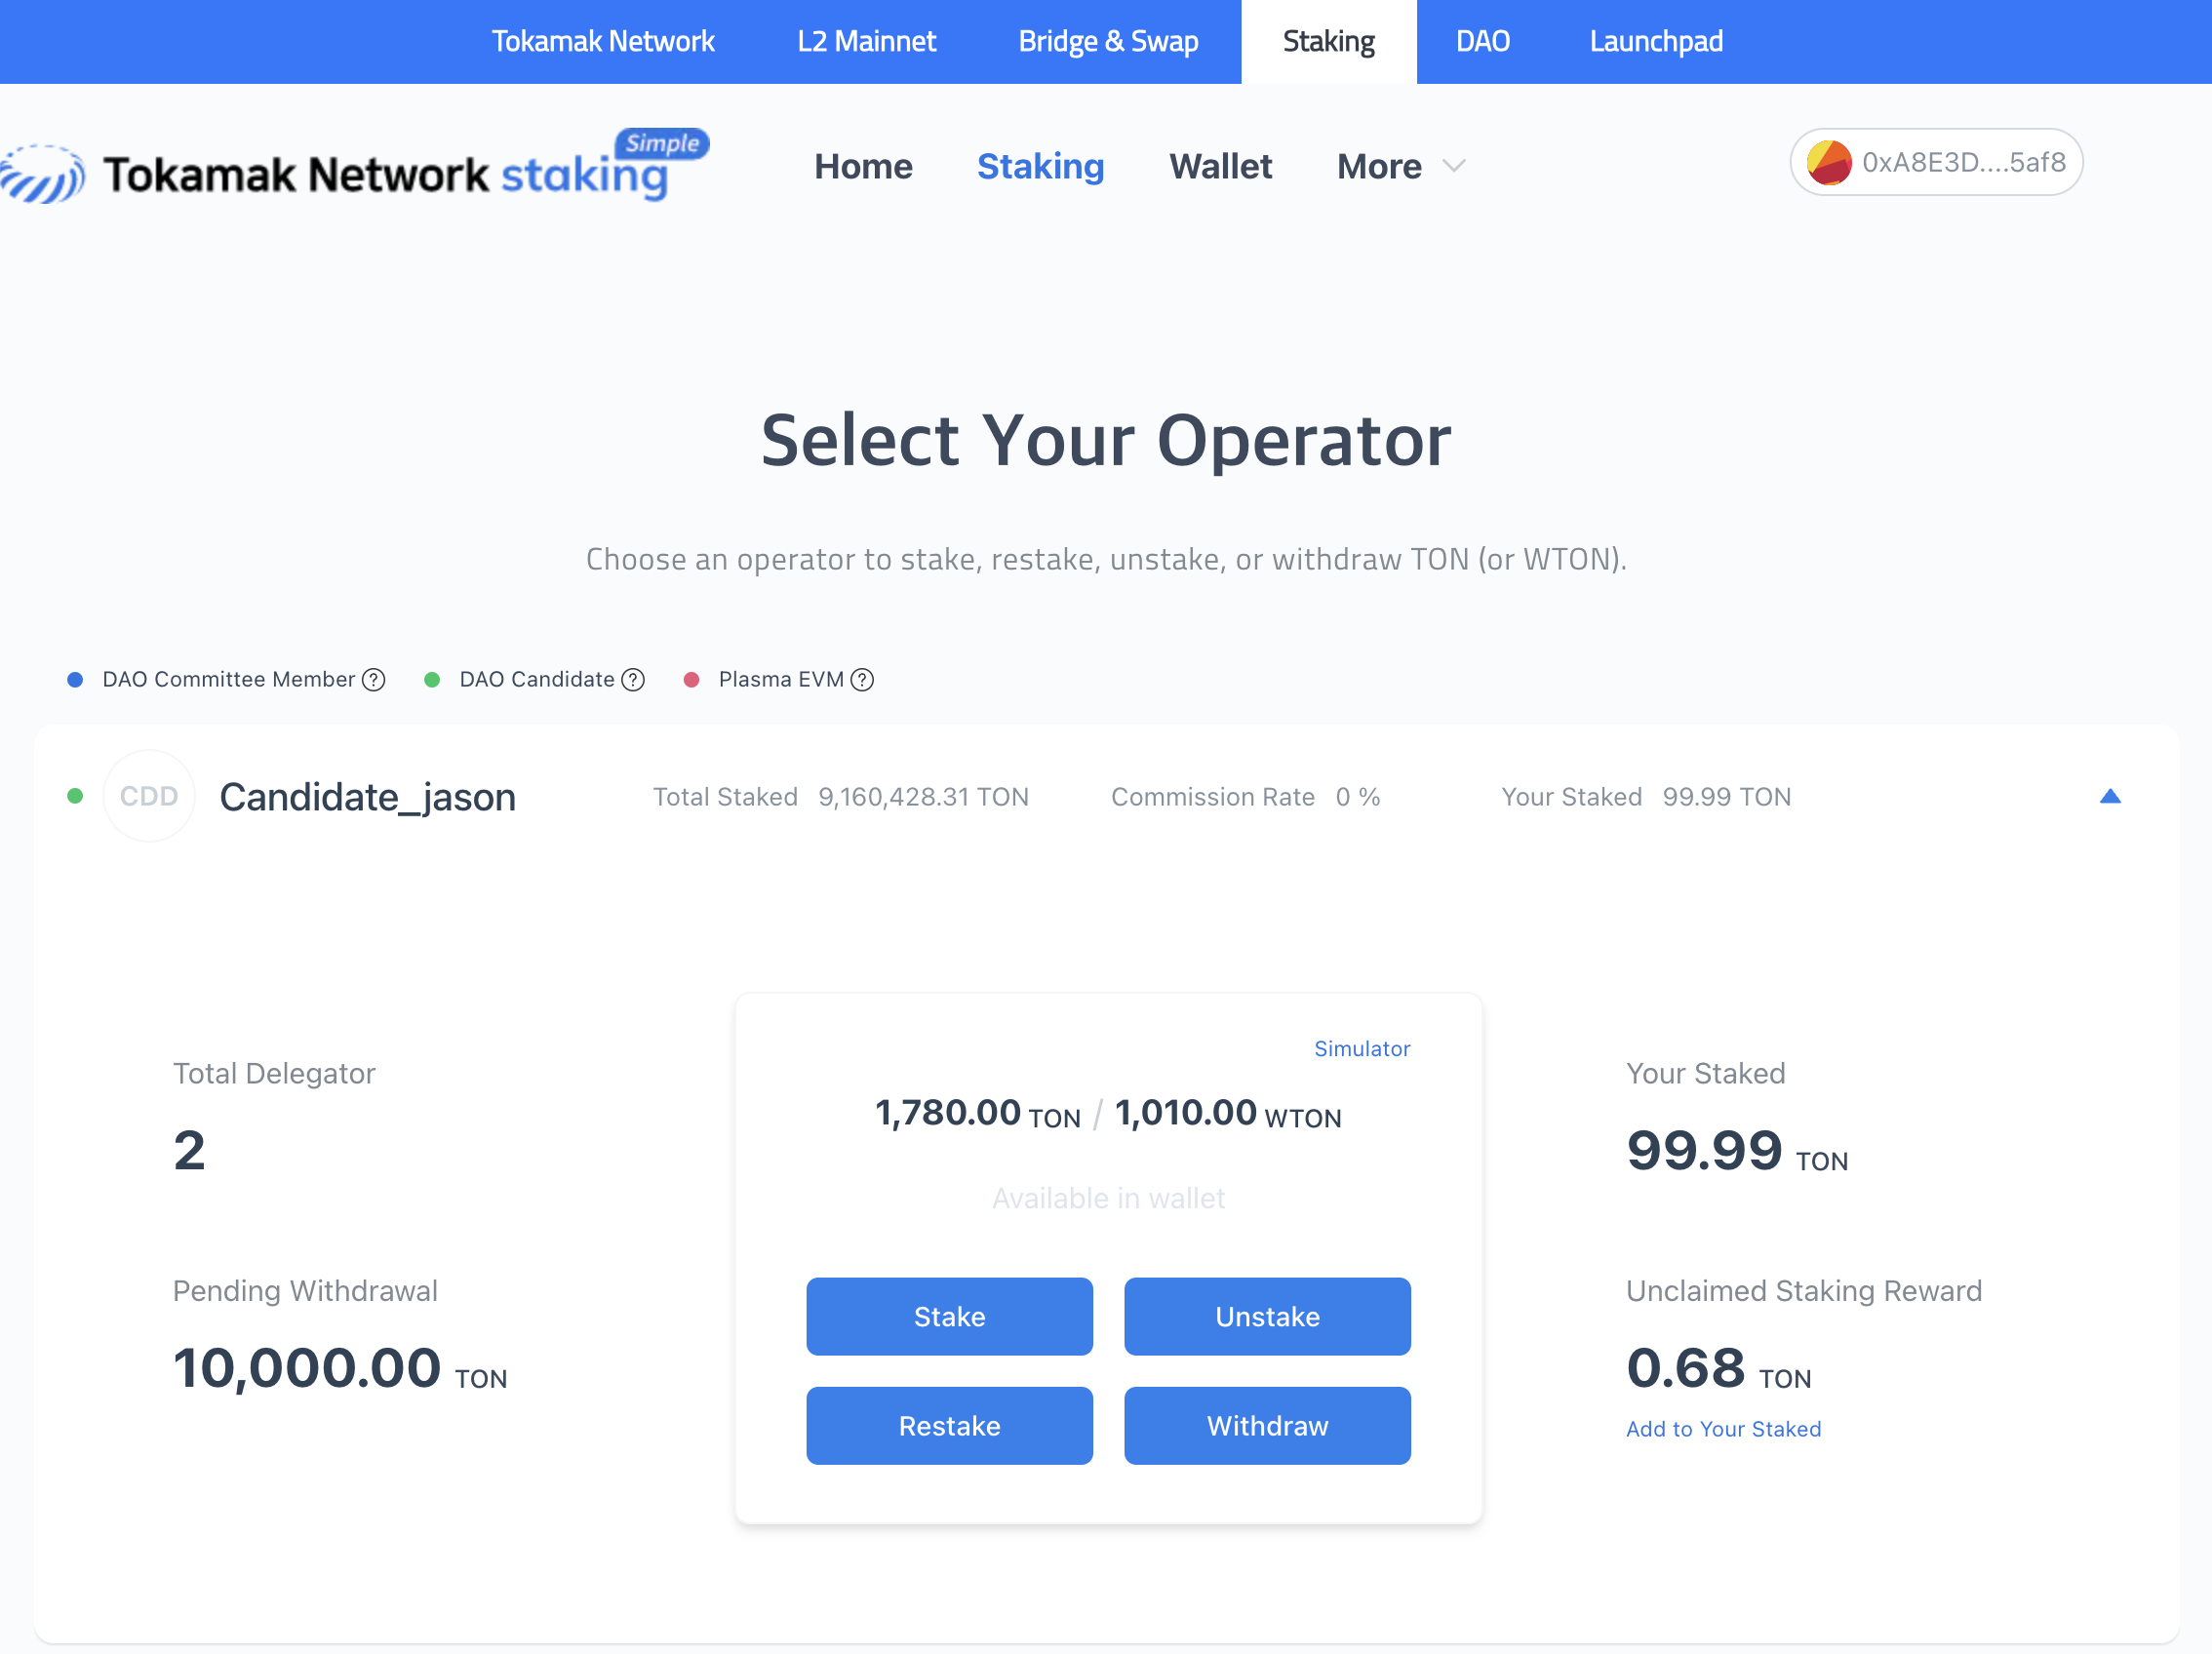 Tokamak Network L2 Mainnet Bridge & Swap Staking DAO Launchpad
Tokamak Network staking Simple Home Staking Wallet More 0xA8E3D....5af8
Select Your Operator
Choose an operator to stake, restake, unstake, or withdraw TON (or WTON).
DAO Committee Member ? DAO Candidate ? Plasma EVM ?
CDD Candidate_jason Total Staked 9,160,428.31 TON Commission Rate 0 % Your Staked 99.99 TON
Simulator
Total Delegator
2
1,780.00 TON / 1,010.00 WTON
Available in wallet
Your Staked
99.99 TON
Pending Withdrawal
10,000.00 TON
Stake Unstake
Restake Withdraw
Unclaimed Staking Reward
0.68 TON
Add to Your Staked